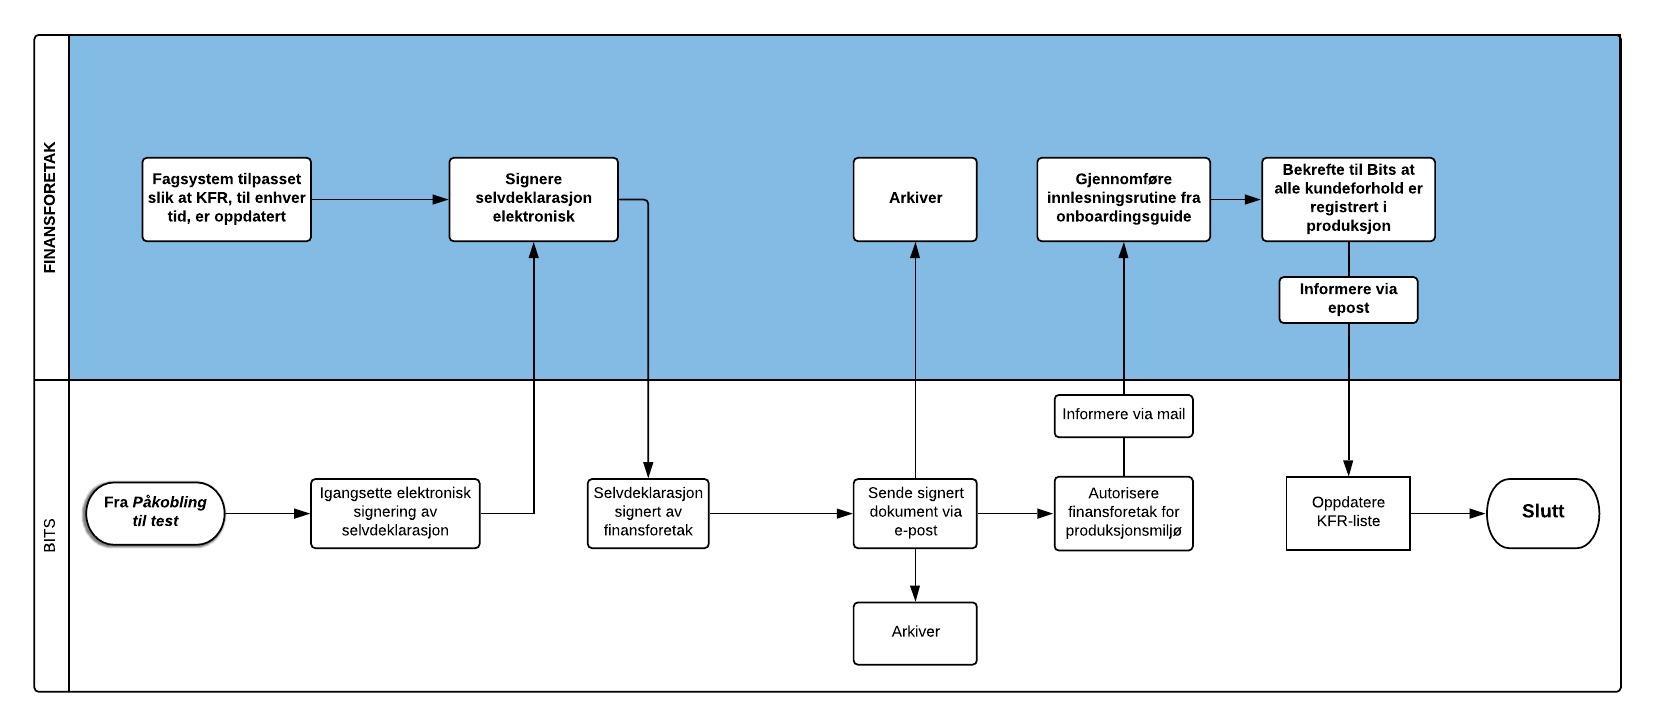 FINANSFORETAK
Fagsystem tilpasset
slik at KFR, til enhver
tid, er oppdatert
Signere
selvdeklarasjon
elektronisk
Arkiver
Gjennomføre
innlesningsrutine fra
onboardingsguide
Bekrefte til Bits at
alle kundeforhold er
registrert i
produksjon
Informere via
epost
BITS
Fra Påkobling
til test
Igangsette elektronisk
signering av
selvdeklarasjon
Selvdeklarasjon
signert av
finansforetak
Sende signert
dokument via
e-post
Arkiver
Informere via mail
Autorisere
finansforetak for
produksjonsmiljø
Oppdatere
KFR-liste
Slutt